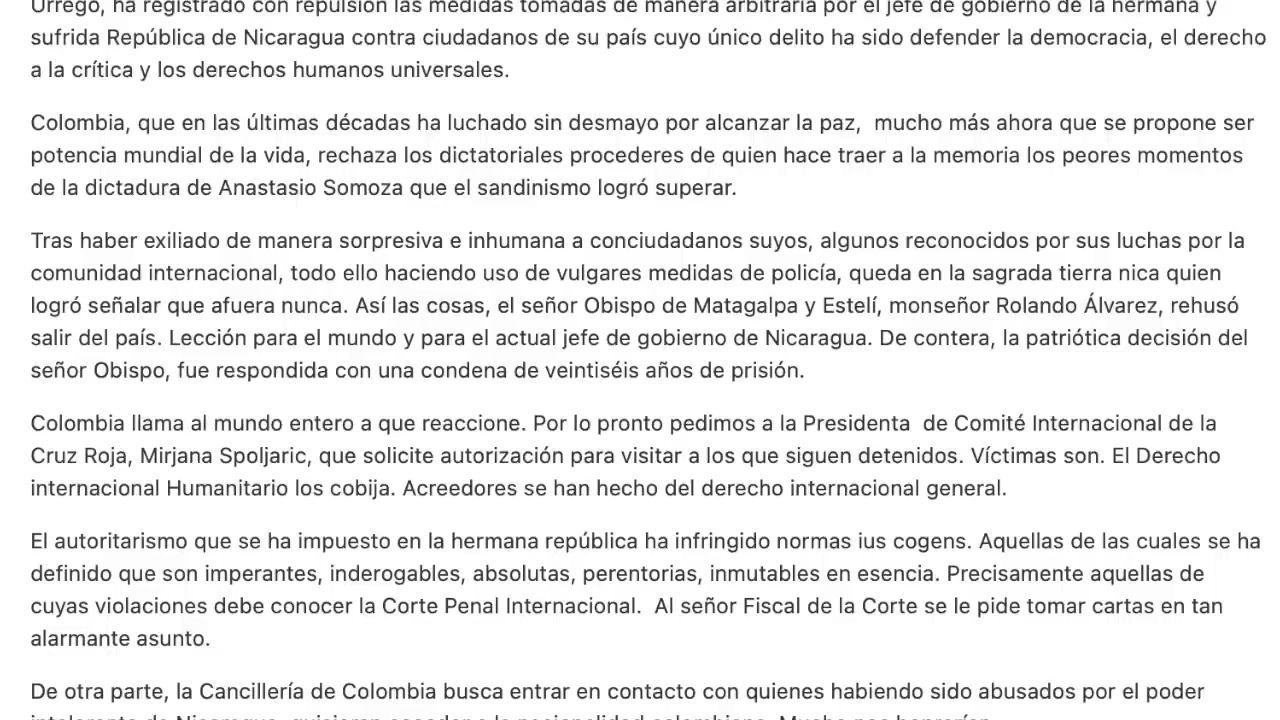 Urrego, ha registrado con repulsión las medidas tomadas de manera arbitraria por el jefe de gobierno de la hermana y
sufrida República de Nicaragua contra ciudadanos de su país cuyo único delito ha sido defender la democracia, el derecho
a la crítica y los derechos humanos universales.
Colombia, que en las últimas décadas ha luchado sin desmayo por alcanzar la paz,  mucho más ahora que se propone ser
potencia mundial de la vida, rechaza los dictatoriales procederes de quien hace traer a la memoria los peores momentos
de la dictadura de Anastasio Somoza que el sandinismo logró superar.
Tras haber exiliado de manera sorpresiva e inhumana a conciudadanos suyos, algunos reconocidos por sus luchas por la
comunidad internacional, todo ello haciendo uso de vulgares medidas de policía, queda en la sagrada tierra nica quien
logró señalar que afuera nunca. Así las cosas, el señor Obispo de Matagalpa y Estelí, monseñor Rolando Álvarez, rehusó
salir del país. Lección para el mundo y para el actual jefe de gobierno de Nicaragua. De contera, la patriótica decisión del
señor Obispo, fue respondida con una condena de veintiséis años de prisión.
Colombia llama al mundo entero a que reaccione. Por lo pronto pedimos a la Presidenta  de Comité Internacional de la
Cruz Roja, Mirjana Spoljaric, que solicite autorización para visitar a los que siguen detenidos. Víctimas son. El Derecho
internacional Humanitario los cobija. Acreedores se han hecho del derecho internacional general.
El autoritarismo que se ha impuesto en la hermana república ha infringido normas ius cogens. Aquellas de las cuales se ha
definido que son imperantes, inderogables, absolutas, perentorias, inmutables en esencia. Precisamente aquellas de
cuyas violaciones debe conocer la Corte Penal Internacional.  Al señor Fiscal de la Corte se le pide tomar cartas en tan
alarmante asunto.
De otra parte, la Cancillería de Colombia busca entrar en contacto con quienes habiendo sido abusados por el poder